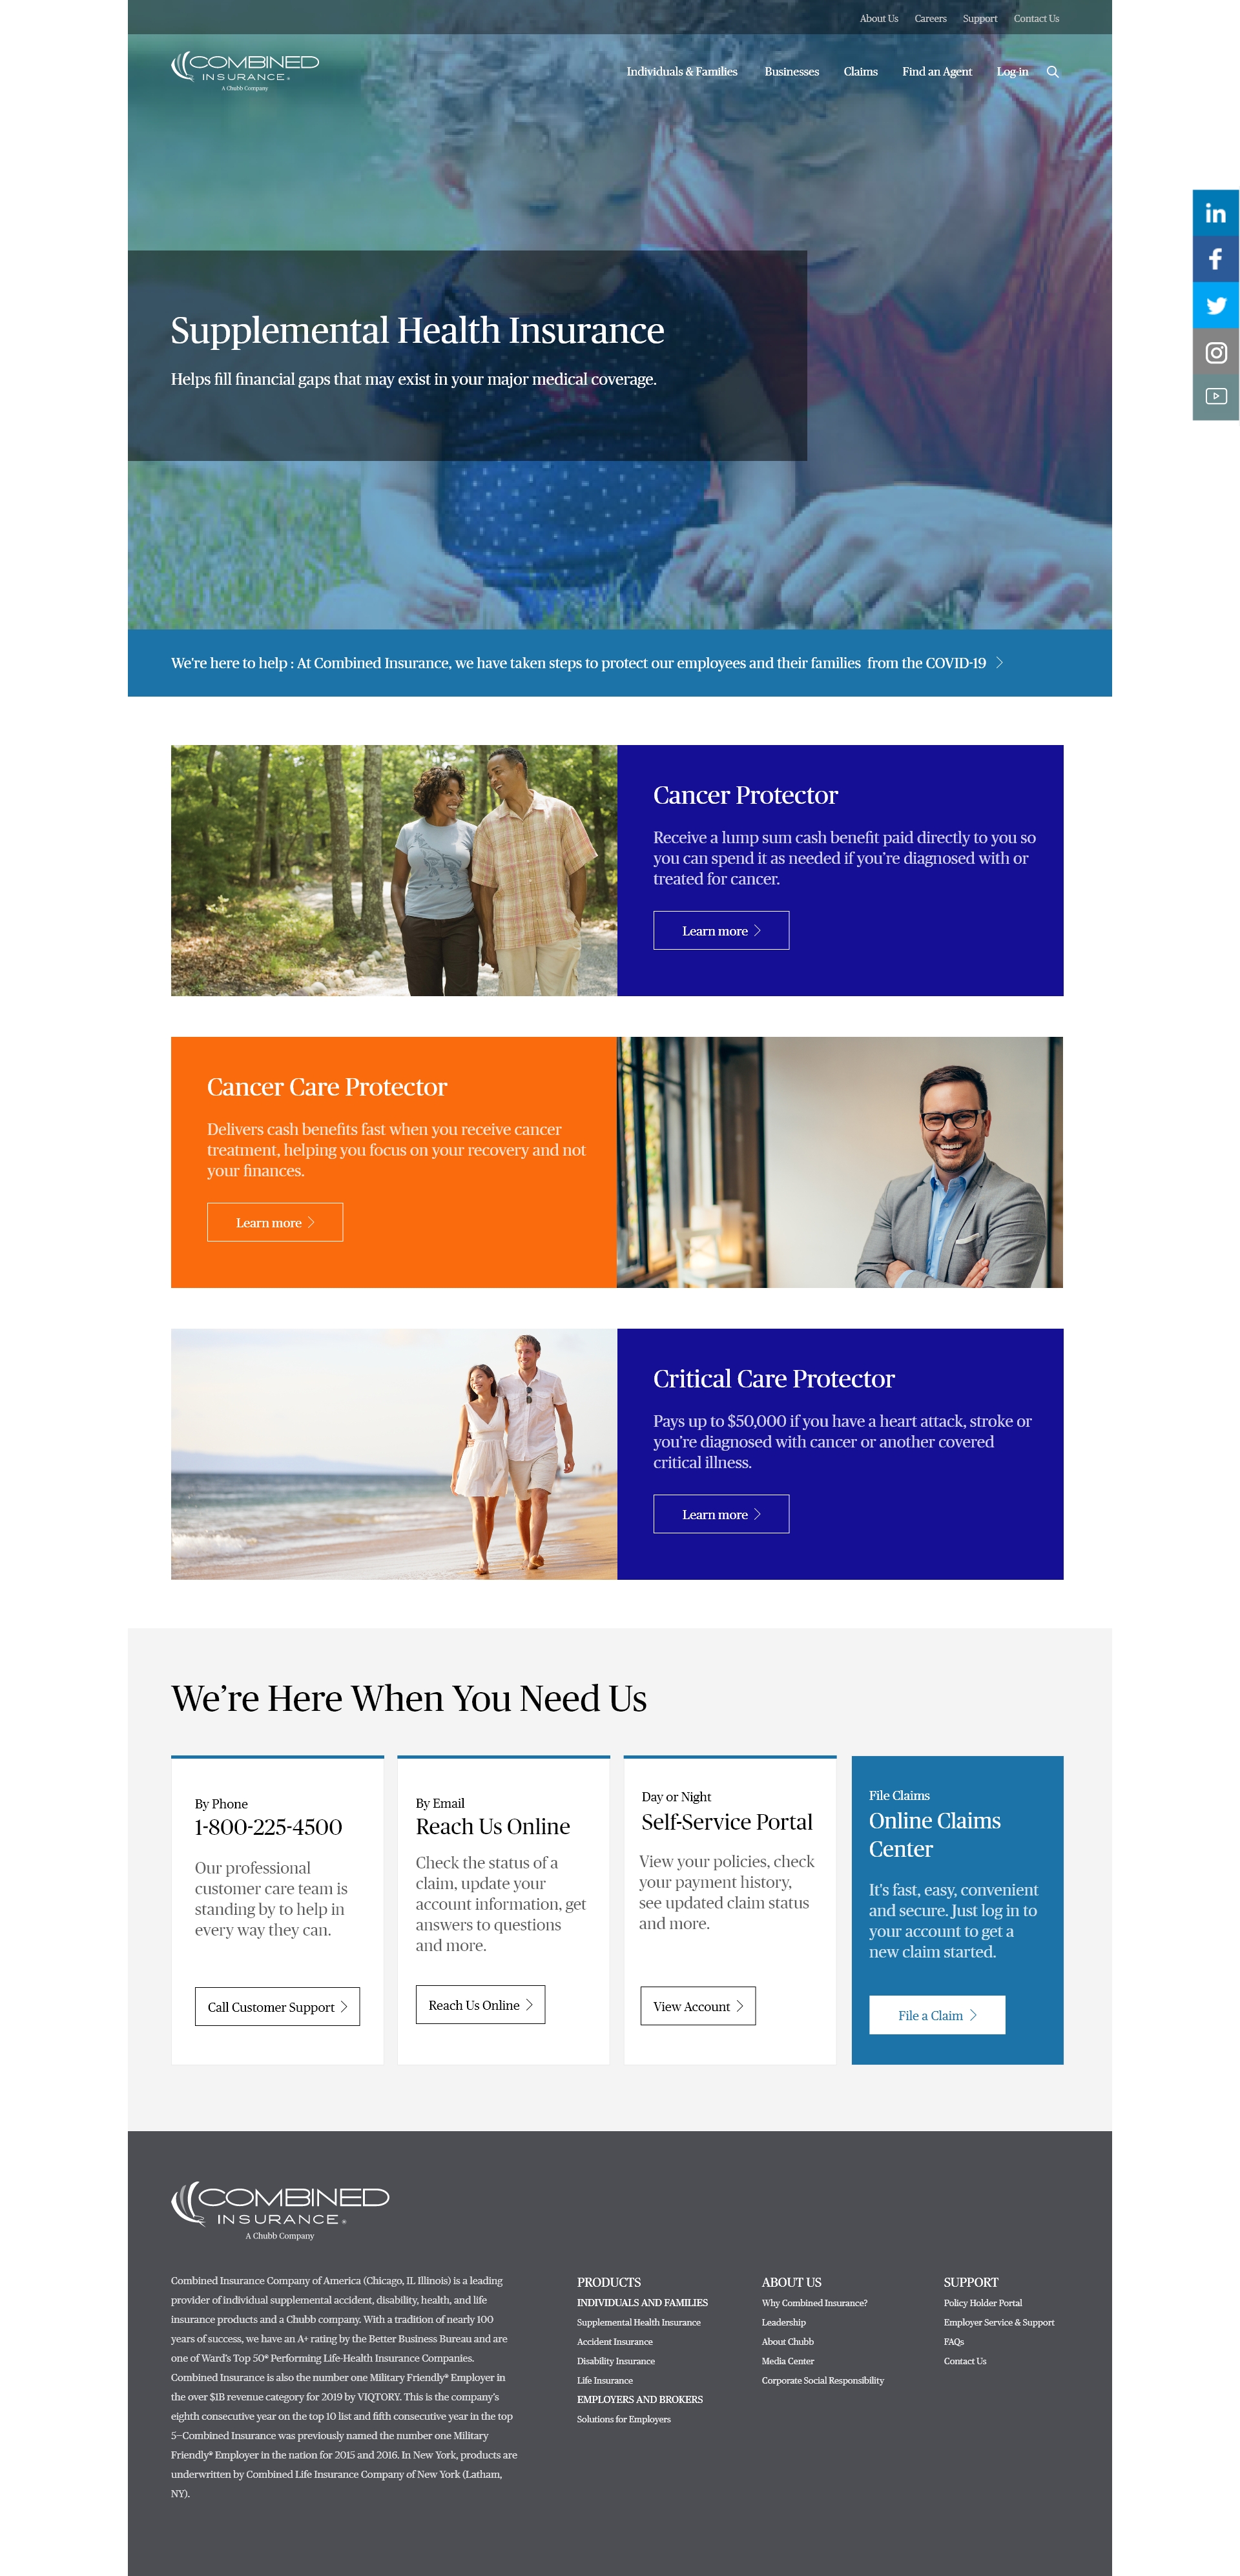 About Us Careers Support Contact Us
COMBINED
INSURANCE®
A Chubb Company
Individuals & Families Businesses Claims Find an Agent Log-in
in
Supplemental Health Insurance
Helps fill financial gaps that may exist in your major medical coverage.
We're here to help : At Combined Insurance, we have taken steps to protect our employees and their families from the COVID-19
Cancer Protector
Receive a lump sum cash benefit paid directly to you so
you can spend it as needed if you're diagnosed with or
treated for cancer.
Learn more
Cancer Care Protector
Delivers cash benefits fast when you receive cancer
treatment, helping you focus on your recovery and not
your finances.
Learn more
Critical Care Protector
Pays up to $50,000 if you have a heart attack, stroke or
you're diagnosed with cancer or another covered
critical illness.
Learn more
We're Here When You Need Us
By Phone
1-800-225-4500
Our professional
customer care team is
standing by to help in
every way they can.
Call Customer Support
By Email
Reach Us Online
Check the status of a
claim, update your
account information, get
answers to questions
and more.
Reach Us Online
Day or Night
Self-Service Portal
View your policies, check
your payment history,
see updated claim status
and more.
View Account
File Claims
Online Claims
Center
It's fast, easy, convenient
and secure. Just log in to
your account to get a
new claim started.
File a Claim
COMBINED
INSURANCE®
A Chubb Company
Combined Insurance Company of America (Chicago, IL Illinois) is a leading
provider of individual supplemental accident, disability, health, and life
insurance products and a Chubb company. With a tradition of nearly 100
years of success, we have an A+ rating by the Better Business Bureau and are
one of Ward's Top 50® Performing Life-Health Insurance Companies.
Combined Insurance is also the number one Military Friendly® Employer in
the over $1B revenue category for 2019 by VIQTORY. This is the company's
eighth consecutive year on the top 10 list and fifth consecutive year in the top
5—Combined Insurance was previously named the number one Military
Friendly® Employer in the nation for 2015 and 2016. In New York, products are
underwritten by Combined Life Insurance Company of New York (Latham,
NY).
PRODUCTS
INDIVIDUALS AND FAMILIES
Supplemental Health Insurance
Accident Insurance
Disability Insurance
Life Insurance
EMPLOYERS AND BROKERS
Solutions for Employers
ABOUT US
Why Combined Insurance?
Leadership
About Chubb
Media Center
Corporate Social Responsibility
SUPPORT
Policy Holder Portal
Employer Service & Support
FAQs
Contact Us